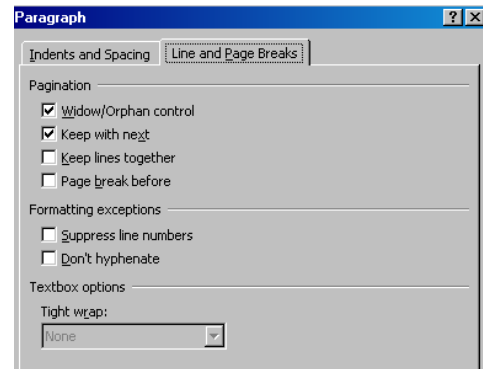 Paragraph
Indents and Spacing Line and Page Breaks
Pagination
Widow/Orphan control
Keep with next
Keep lines together
Page break before
Formatting exceptions
Suppress line numbers
Don't hyphenate
Textbox options
Tight wrap:
None